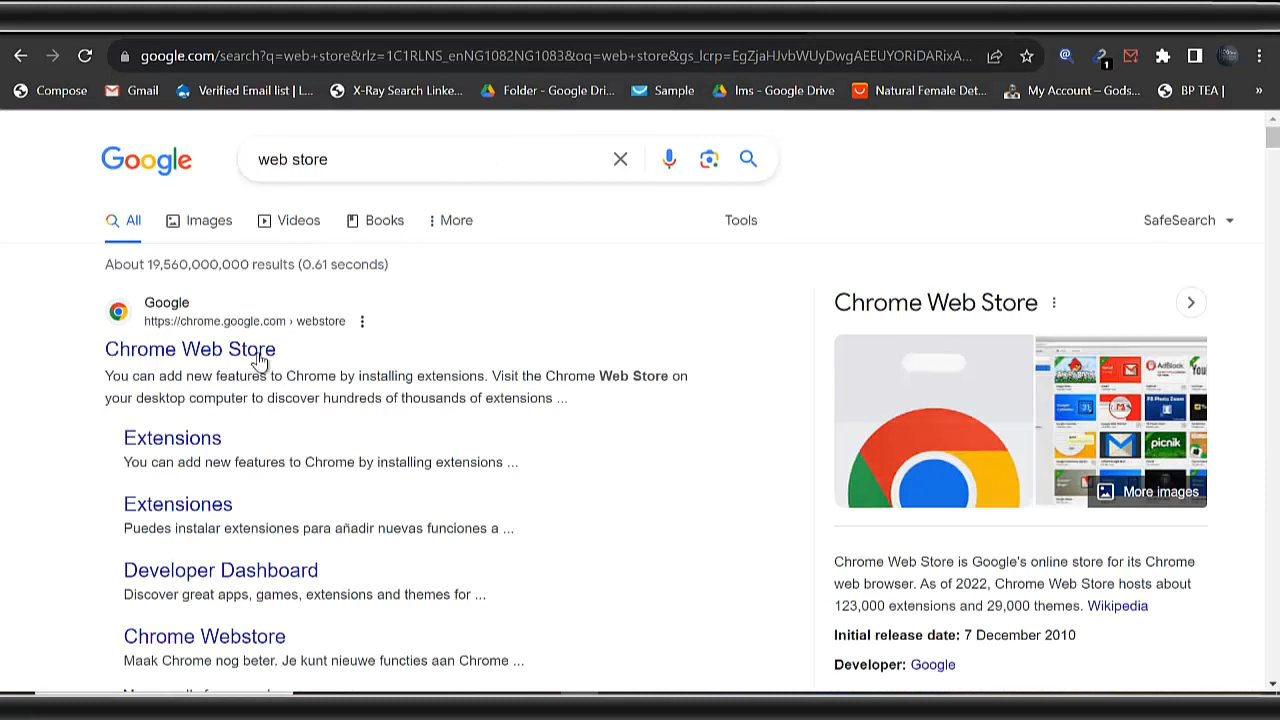 google.com/search?q=web+store&rlz=1C1RLNS_enNG1082NG1083&oq=web+store&gs_lcrp=EgZjaHJvbWUyDwgAEEUYORiDARixA...
1
Compose
Gmail
Verified Email list | L...
X-Ray Search Linke...
Folder - Google Dri...
Sample
Ims - Google Drive
Natural Female Det...
My Account – Gods...
BP TEA |
»
Google
web store
All
Images
Videos
Books
More
Tools
SafeSearch
About 19,560,000,000 results (0.61 seconds)
Google
https://chrome.google.com › webstore
Chrome Web Store
You can add new features to Chrome by installing extensions. Visit the Chrome Web Store on
your desktop computer to discover hundreds of thousands of extensions ...
Extensions
You can add new features to Chrome by installing extensions ...
Extensiones
Puedes instalar extensiones para añadir nuevas funciones a ...
Developer Dashboard
Discover great apps, games, extensions and themes for ...
Chrome Webstore
Maak Chrome nog beter. Je kunt nieuwe functies aan Chrome ...
Chrome Web Store
AdBlock
picnik
More images
Chrome Web Store is Google's online store for its Chrome
web browser. As of 2022, Chrome Web Store hosts about
123,000 extensions and 29,000 themes. Wikipedia
Initial release date: 7 December 2010
Developer: Google